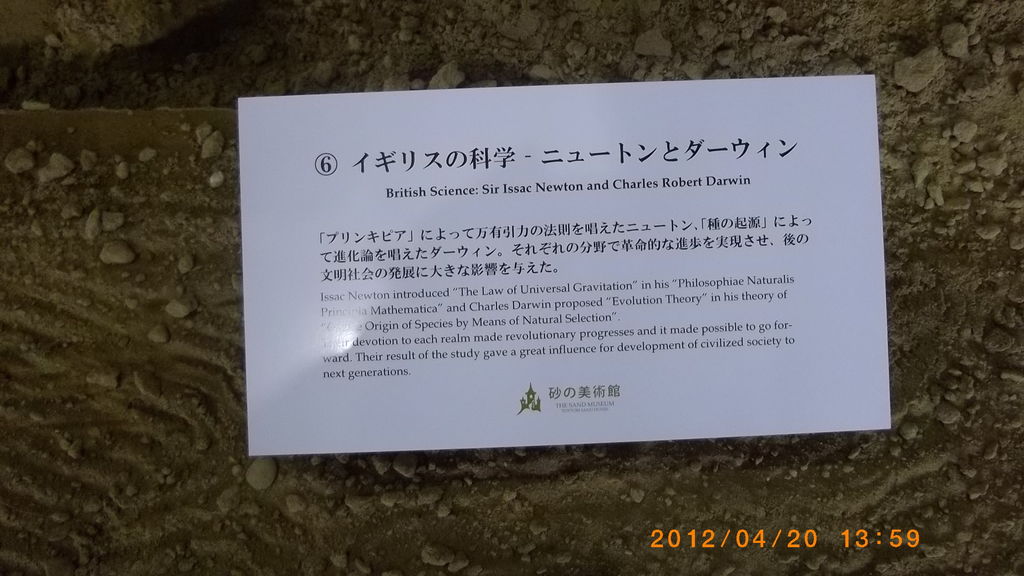 ⑥ イギリスの科学 - ニュートンとダーウィン
British Science: Sir Issac Newton and Charles Robert Darwin
「プリンキピア」によって万有引力の法則を唱えたニュートン、「種の起源」によっ
て進化論を唱えたダーウィン。それぞれの分野で革命的な進歩を実現させ、後の
文明社会の発展に大きな影響を与えた。
Issac Newton introduced “The Law of Universal Gravitation” in his “Philosophiae Naturalis
Principia Mathematica” and Charles Darwin proposed “Evolution Theory” in his theory of
Origin of Species by Means of Natural Selection”.
Their devotion to each realm made revolutionary progresses and it made possible to go for-
ward. Their result of the study gave a great influence for development of civilized society to
next generations.
砂の美術館
THE SAND MUSEUM
2012/04/20 13:59